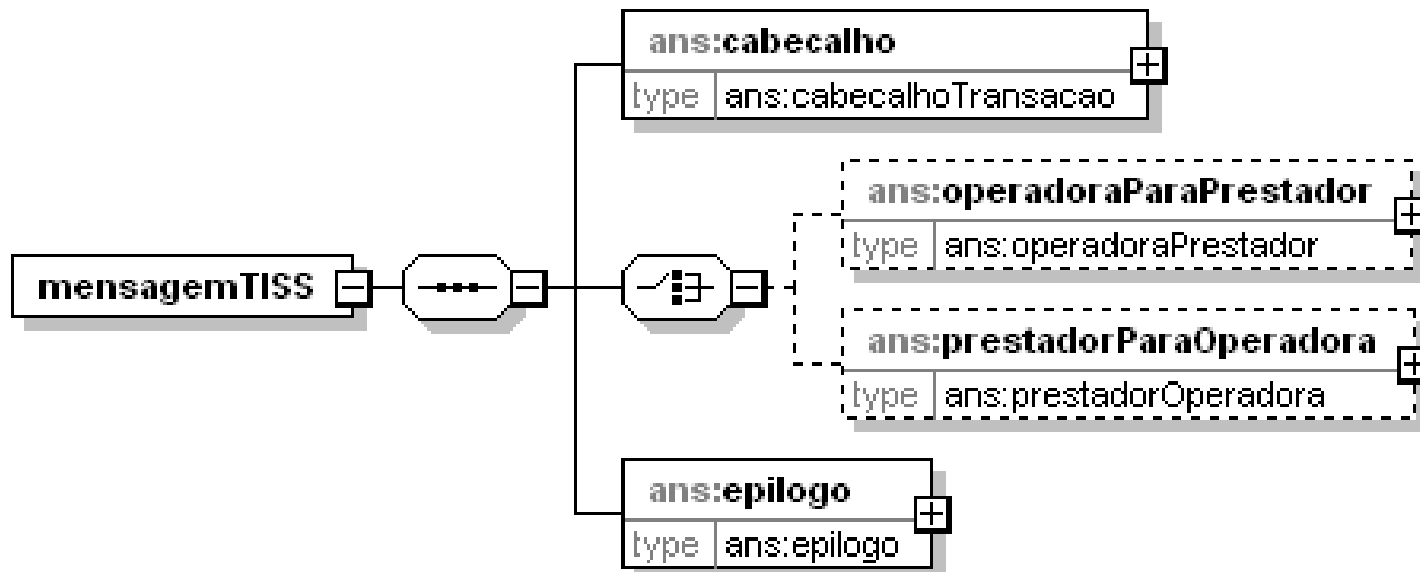 ans:cabecalho
type ans:cabecalhoTransacao
ans:operadoraParaPrestador
type ans:operadoraPrestador
mensagemTISS
ans:prestadorParaOperadora
type ans:prestadorOperadora
ans:epilogo
type ans:epilogo